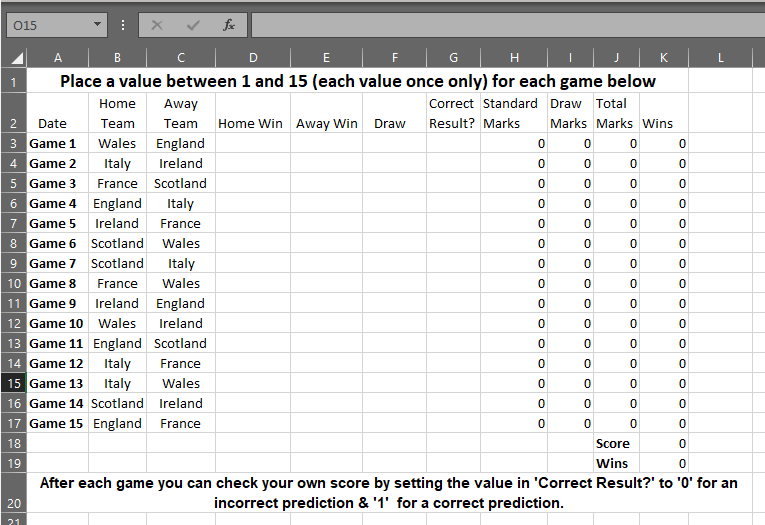 O15 fx
A B C D E F G H I J K L
1 Place a value between 1 and 15 (each value once only) for each game below
Home Away Correct Standard Draw Total
2 Date Team Team Home Win Away Win Draw Result? Marks Marks Marks Wins
3 Game 1 Wales England 0 0 0 0
4 Game 2 Italy Ireland 0 0 0 0
5 Game 3 France Scotland 0 0 0 0
6 Game 4 England Italy 0 0 0 0
7 Game 5 Ireland France 0 0 0 0
8 Game 6 Scotland Wales 0 0 0 0
9 Game 7 Scotland Italy 0 0 0 0
10 Game 8 France Wales 0 0 0 0
11 Game 9 Ireland England 0 0 0 0
12 Game 10 Wales Ireland 0 0 0 0
13 Game 11 England Scotland 0 0 0 0
14 Game 12 Italy France 0 0 0 0
15 Game 13 Italy Wales 0 0 0 0
16 Game 14 Scotland Ireland 0 0 0 0
17 Game 15 England France 0 0 0 0
18 Score 0
19 Wins 0
After each game you can check your own score by setting the value in 'Correct Result?' to '0' for an
20 incorrect prediction & '1' for a correct prediction.
21